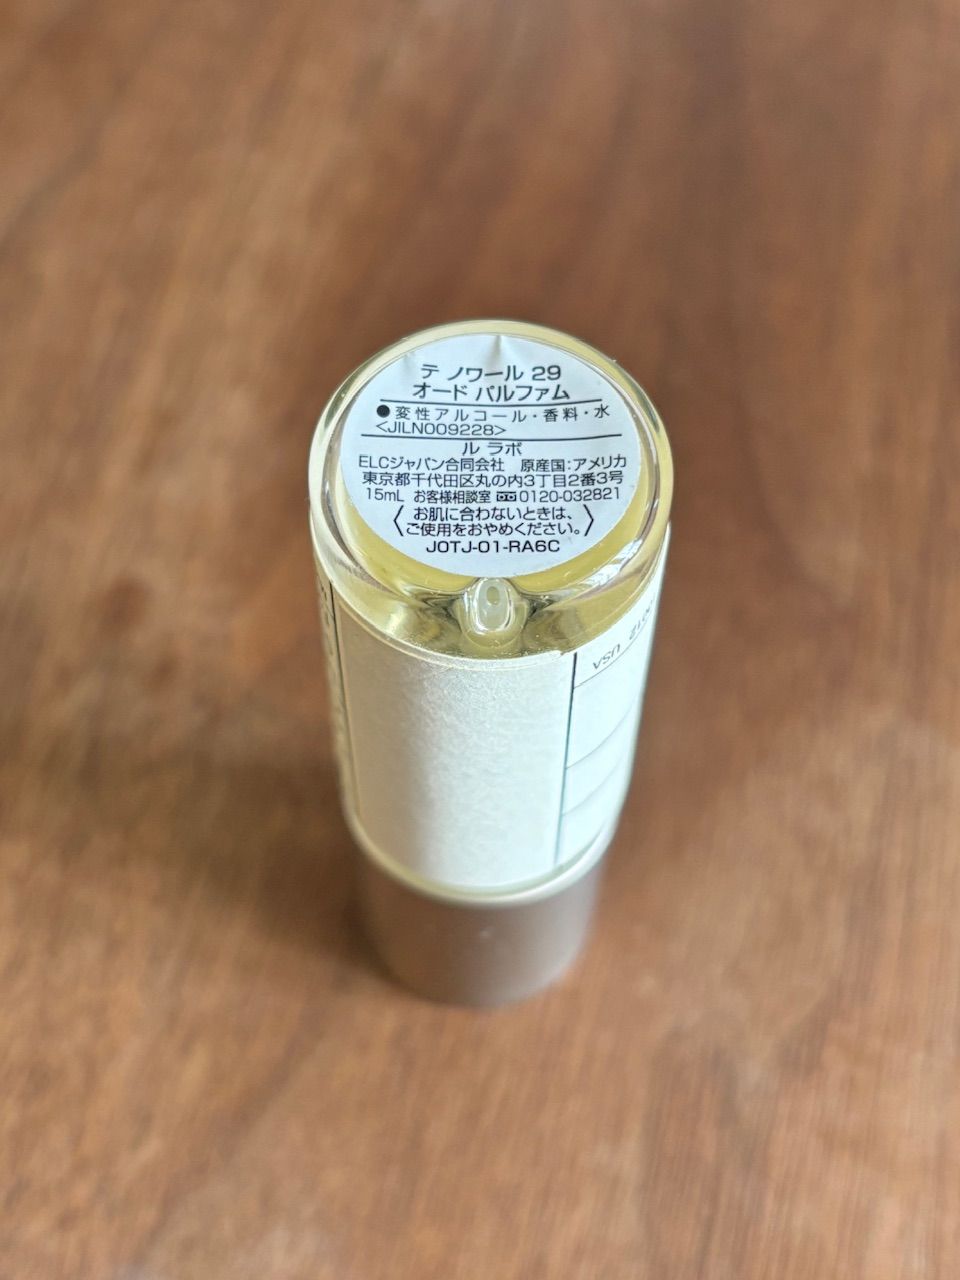 テ ノワール 29
オード パルファム
●変性アルコール・香料・水
<JILN009228>
ル ラボ
ELCジャパン合同会社 原産国:アメリカ
東京都千代田区丸の内3丁目2番3号
15mL お客様相談室 0120-032821
〈お肌に合わないときは、
ご使用をおやめください。〉
J0TJ-01-RA6C
USA